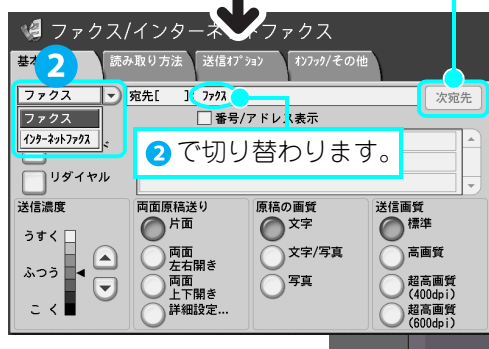 ファクス/インターネットファクス
基本
読み取り方法
送信ｵﾌﾟｼｮﾝ
ｵﾝﾌｯｸ/その他
2
ファクス
宛先[　]
ﾌｧｸｽ
次宛先
ファクス
ｲﾝﾀｰﾈｯﾄﾌｧｸｽ
番号/アドレス表示
2で切り替わります。
リダイヤル
送信濃度
うすく
ふつう
こく
両面原稿送り
片面
両面
左右開き
両面
上下開き
詳細設定...
原稿の画質
文字
文字/写真
写真
送信画質
標準
高画質
超高画質
(400dpi)
超高画質
(600dpi)